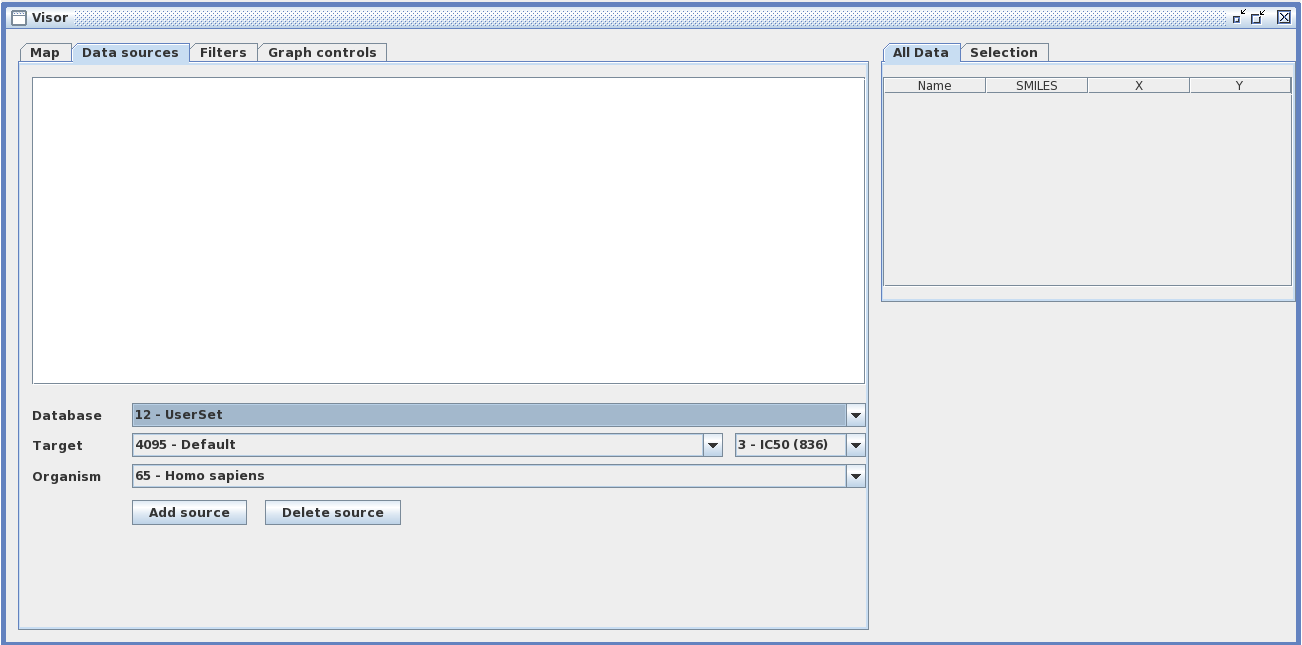 Visor
Map Data sources Filters Graph controls
All Data Selection
Name SMILES X Y
Database 12 - UserSet
Target 4095 - Default 3 - IC50 (836)
Organism 65 - Homo sapiens
Add source Delete source